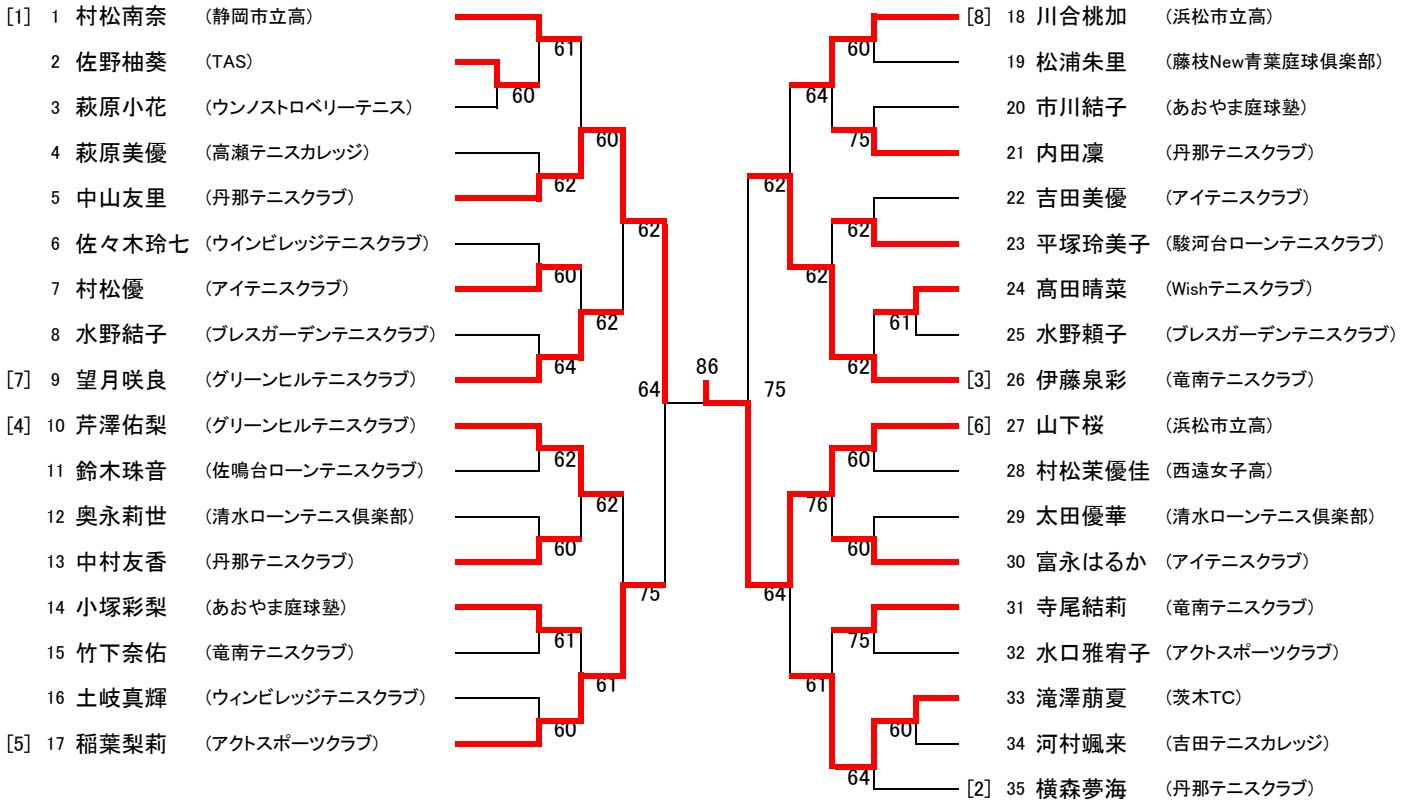 [1] 1 村松南奈 (静岡市立高)
2 佐野柚葵 (TAS)
3 萩原小花 (ウンノストロベリーテニス)
4 萩原美優 (高瀬テニスカレッジ)
5 中山友里 (丹那テニスクラブ)
6 佐々木玲七 (ウインビレッジテニスクラブ)
7 村松優 (アイテニスクラブ)
8 水野結子 (ブレスガーデンテニスクラブ)
[7] 9 望月咲良 (グリーンヒルテニスクラブ)
[4] 10 芹澤佑梨 (グリーンヒルテニスクラブ)
11 鈴木珠音 (佐鳴台ローンテニスクラブ)
12 奥永莉世 (清水ローンテニス倶楽部)
13 中村友香 (丹那テニスクラブ)
14 小塚彩梨 (あおやま庭球塾)
15 竹下奈佑 (竜南テニスクラブ)
16 土岐真輝 (ウィンビレッジテニスクラブ)
[5] 17 稲葉梨莉 (アクトスポーツクラブ)
61
60
60
62
62
60
62
64
64
62
62
60
75
61
61
60
86
75
60
64
75
62
62
62
61
62
60
76
60
64
75
61
60
64
[8] 18 川合桃加 (浜松市立高)
19 松浦朱里 (藤枝New青葉庭球倶楽部)
20 市川結子 (あおやま庭球塾)
21 内田凜 (丹那テニスクラブ)
22 吉田美優 (アイテニスクラブ)
23 平塚玲美子 (駿河台ローンテニスクラブ)
24 髙田晴菜 (Wishテニスクラブ)
25 水野頼子 (ブレスガーデンテニスクラブ)
[3] 26 伊藤泉彩 (竜南テニスクラブ)
[6] 27 山下桜 (浜松市立高)
28 村松茉優佳 (西遠女子高)
29 太田優華 (清水ローンテニス倶楽部)
30 富永はるか (アイテニスクラブ)
31 寺尾結莉 (竜南テニスクラブ)
32 水口雅宥子 (アクトスポーツクラブ)
33 滝澤萠夏 (茨木TC)
34 河村颯来 (吉田テニスカレッジ)
[2] 35 横森夢海 (丹那テニスクラブ)